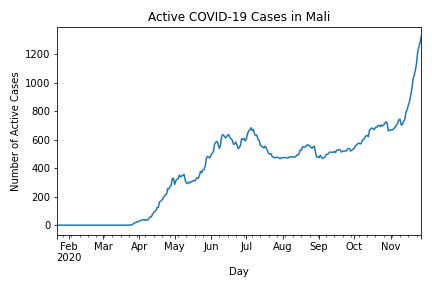 Active COVID-19 Cases in Mali
Number of Active Cases
1200
1000
800
600
400
200
0
Feb Mar Apr May Jun Jul Aug Sep Oct Nov
2020
Day